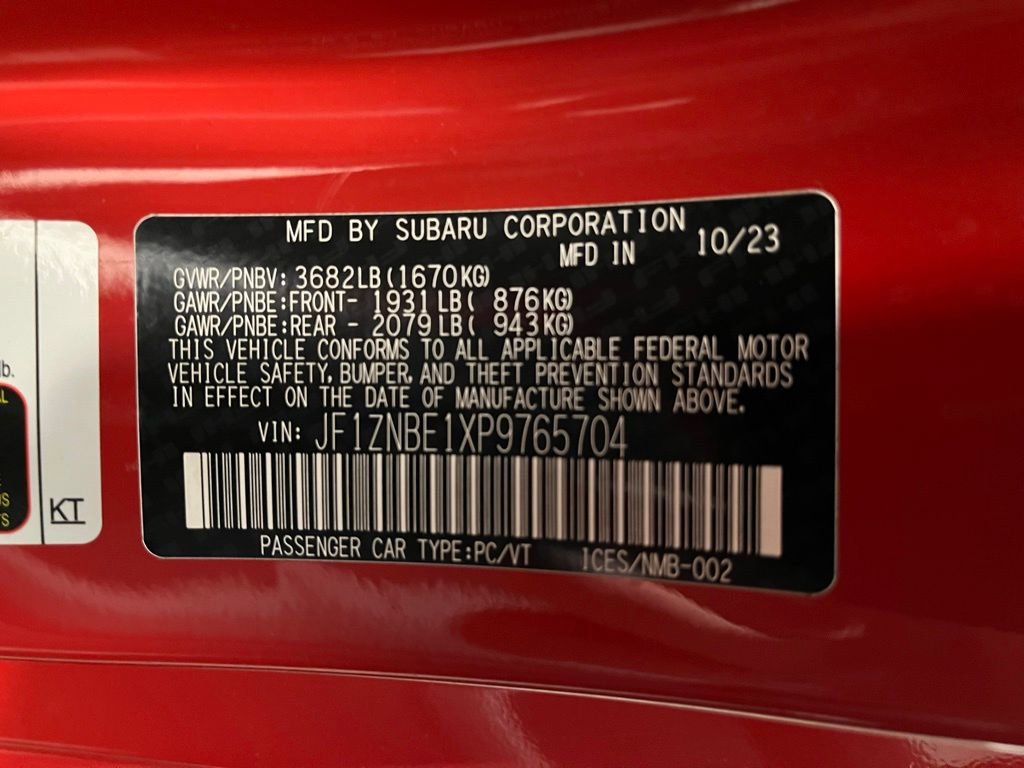 MFD BY SUBARU CORPORATION
MFD IN 10/23
GVWR/PNBV: 3682LB(1670KG)
GAWR/PNBE:FRONT- 1931LB( 876KG)
GAWR/PNBE:REAR - 2079LB( 943KG)
THIS VEHICLE CONFORMS TO ALL APPLICABLE FEDERAL MOTOR
VEHICLE SAFETY, BUMPER, AND THEFT PREVENTION STANDARDS
IN EFFECT ON THE DATE OF MANUFACTURE SHOWN ABOVE.
VIN: JF1ZNBE1XP9765704
PASSENGER CAR TYPE:PC/VT ICES/NMB-002
lb.
KT